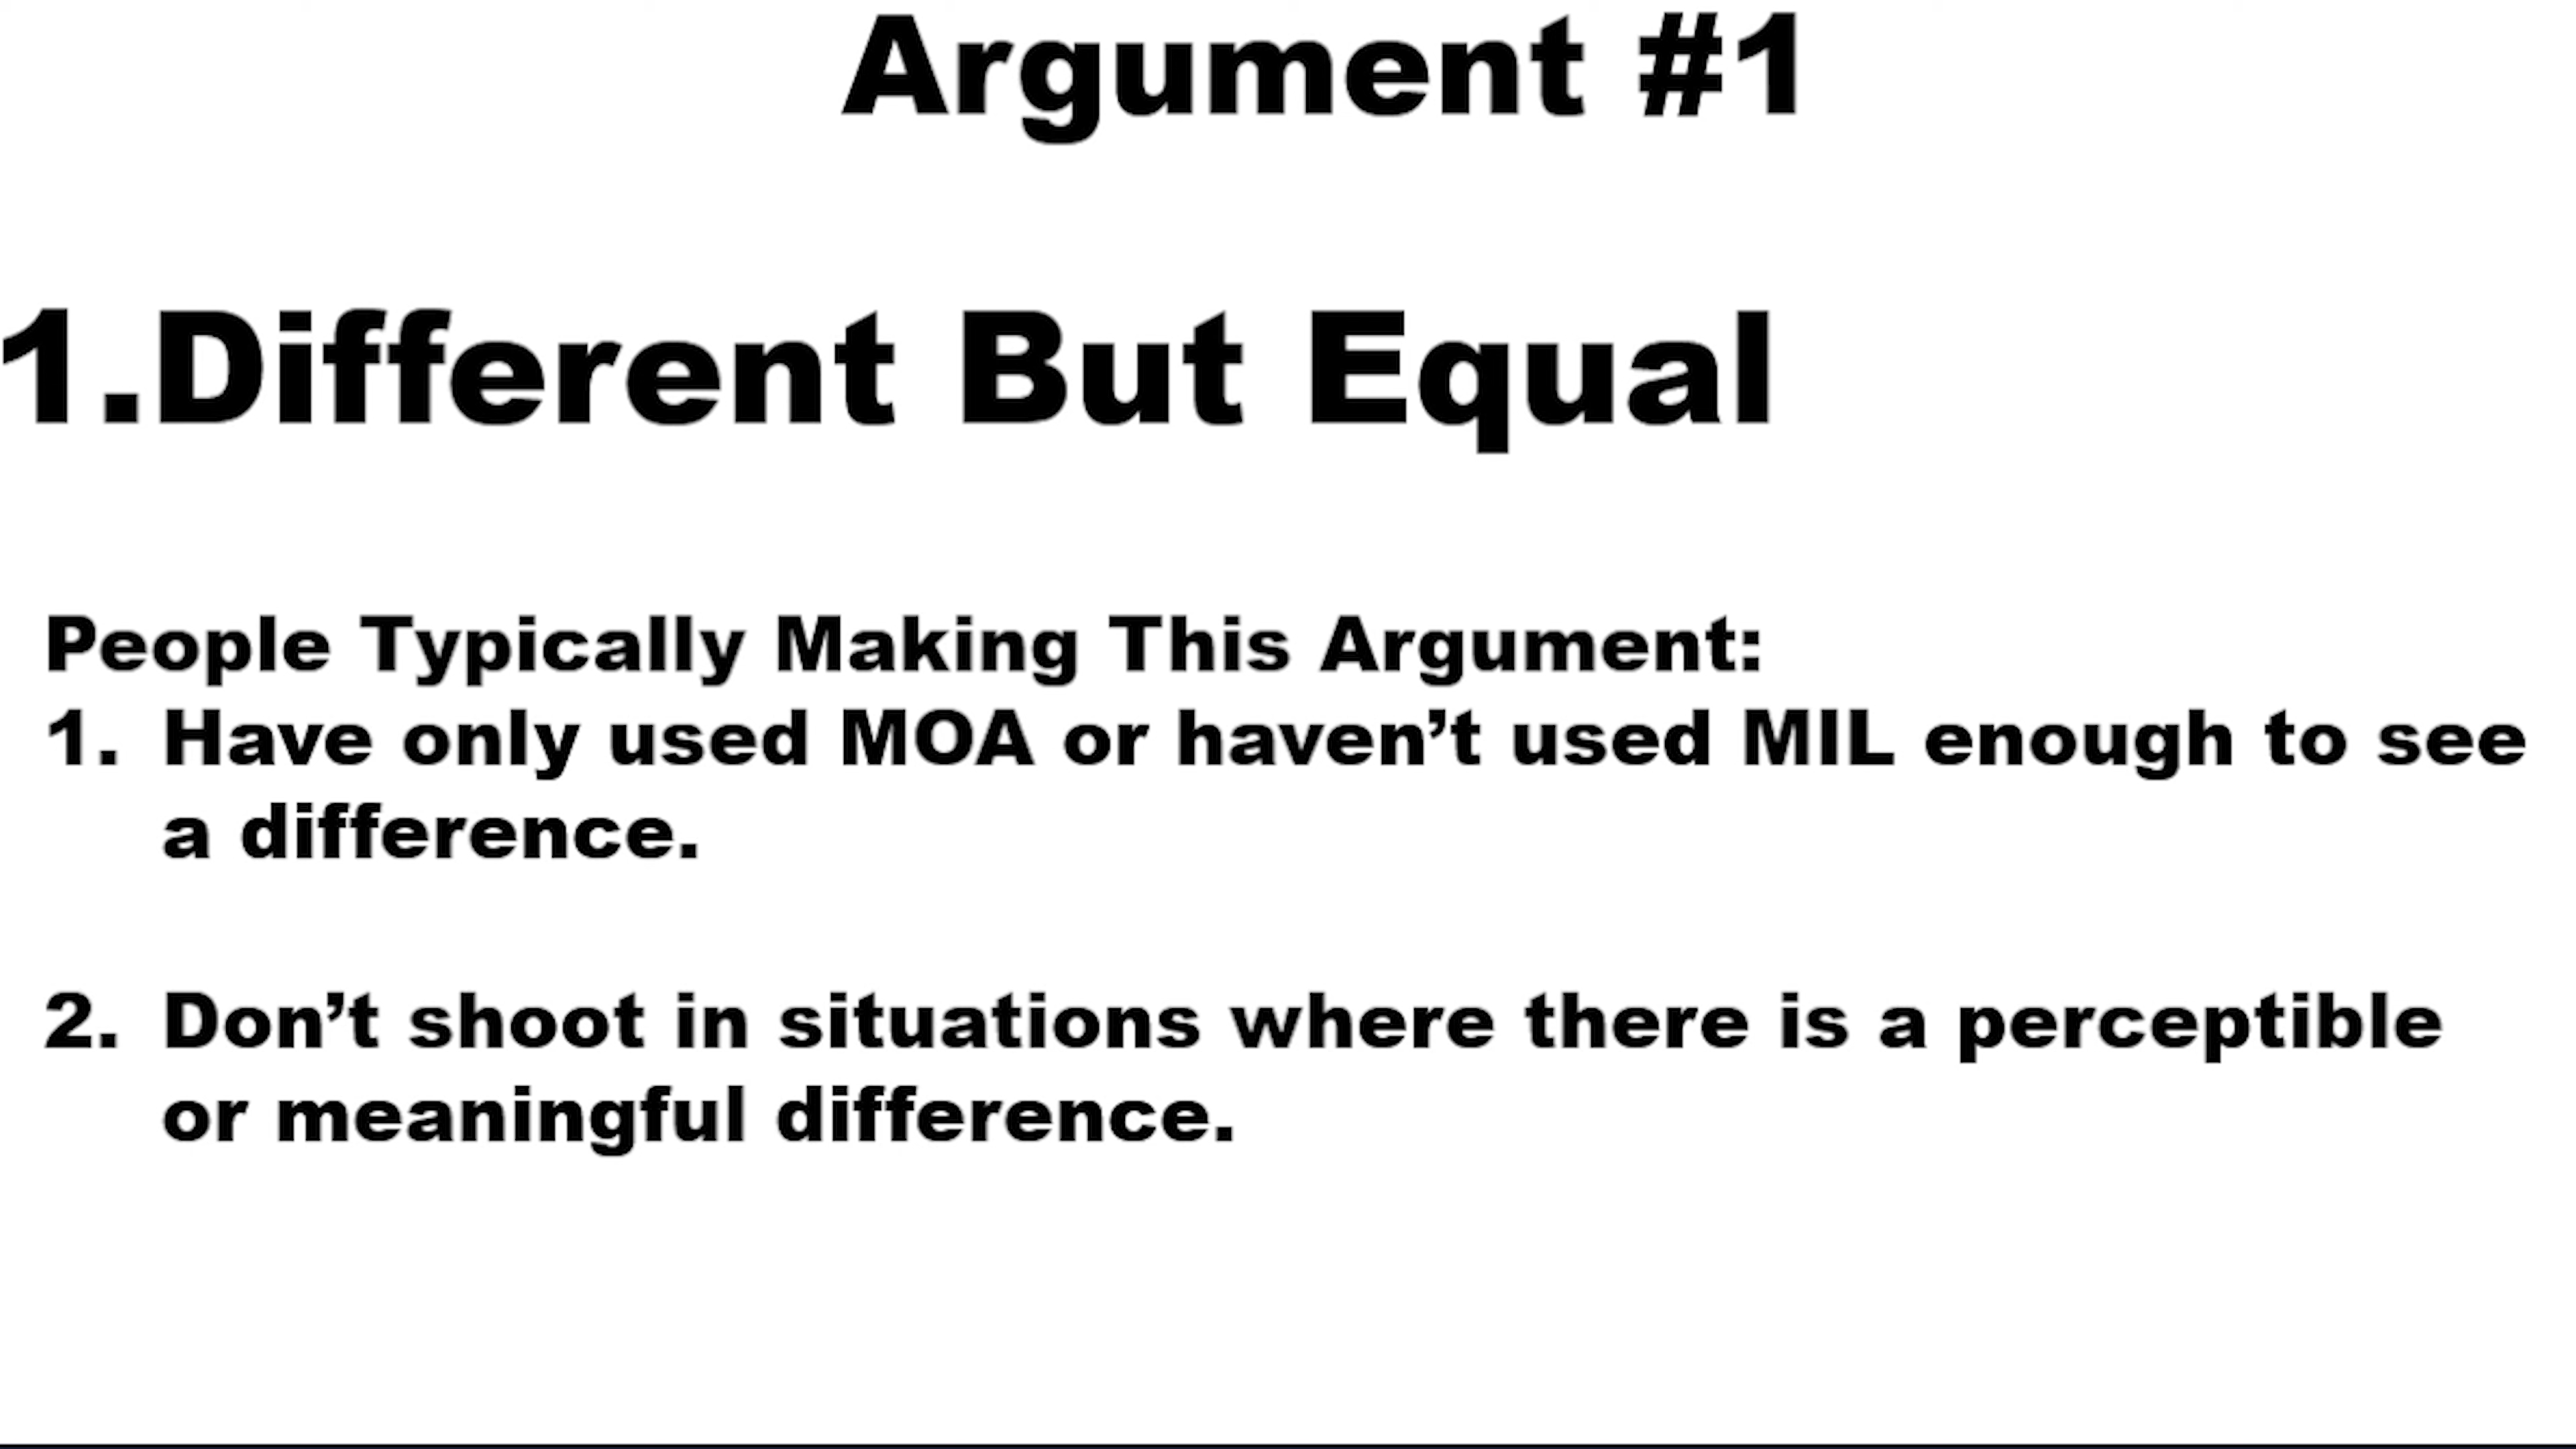 Argument #1
1.Different But Equal
People Typically Making This Argument:
1. Have only used MOA or haven’t used MIL enough to see
a difference.
2. Don’t shoot in situations where there is a perceptible
or meaningful difference.